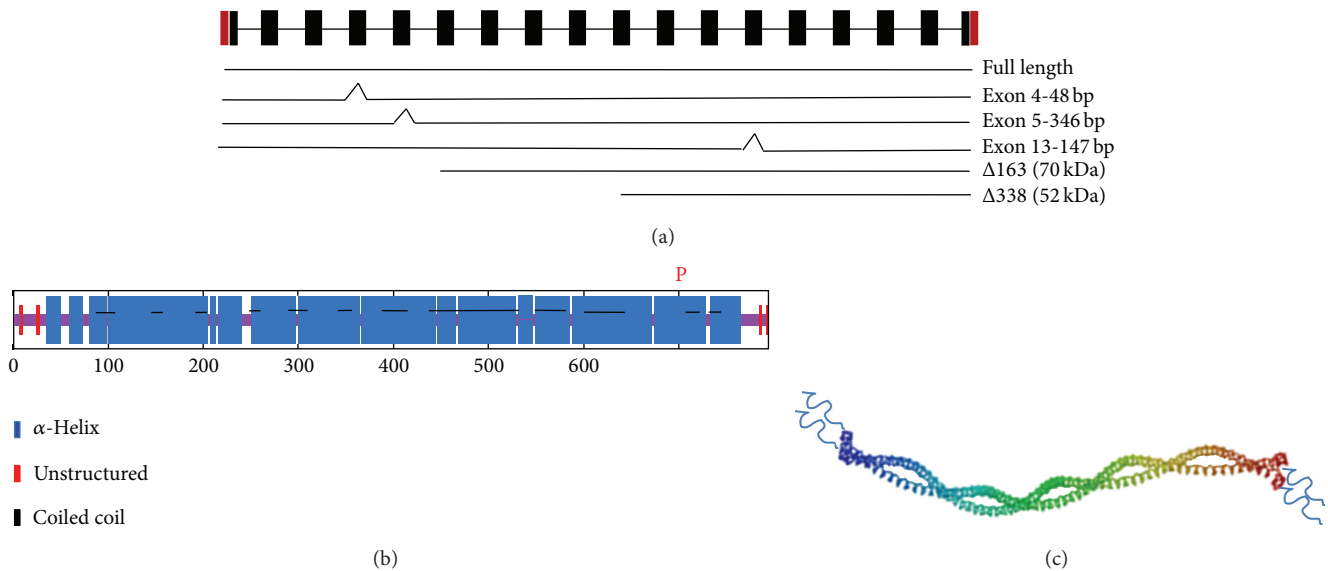 Full length
Exon 4-48 bp
Exon 5-346 bp
Exon 13-147 bp
Δ163 (70 kDa)
Δ338 (52 kDa)
(a)
P
0 100 200 300 400 500 600
α-Helix
Unstructured
Coiled coil
(b)
(c)